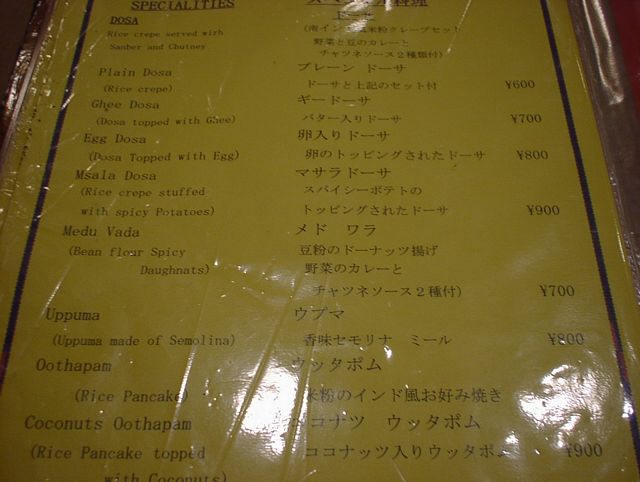 SPECIALITIES
DOSA ドーサ
Rice crepe served wirh
Sanber and Chutney
野菜と豆のカレーと
チャツネソース2種類付)
Plain Dosa プレーン ドーサ
(Rice crepe) ドーサと上記のセット付 ¥600
Ghee Dosa ギードーサ
(Dosa topped with Ghee) バター入りドーサ ¥700
Egg Dosa 卵入りドーサ
(Dosa Topped with Egg) 卵のトッピングされたドーサ ¥800
Msala Dosa マサラドーサ
(Rice crepe stuffed スパイシーポテトの
with spicy Potatoes) トッピングされたドーサ ¥900
Medu Vada メド ワラ
(Bean flour Spicy 豆粉のドーナッツ揚げ
Daughnats) 野菜のカレーと
チャツネソース2種付) ¥700
Uppuma ウプマ
(Uppuma made of Semolina) 香味セモリナ ミール ¥800
Oothapam ウッタポム
(Rice Pancake) 米粉のインド風お好み焼き
Coconuts Oothapam ココナツ ウッタポム
(Rice Pancake topped ココナッツ入りウッタポム ¥900
with Coconuts)